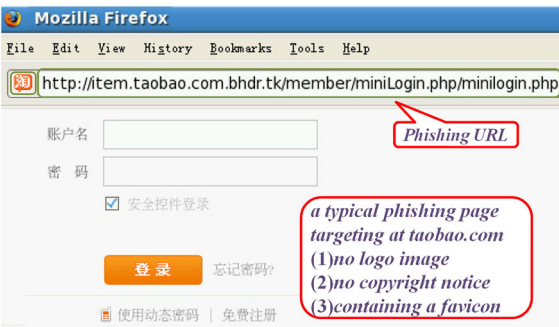 Mozilla Firefox
File Edit View History Bookmarks Tools Help
淘 http://item.taobao.com.bhdr.tk/member/miniLogin.php/minilogin.php
Phishing URL
账户名
密 码
安全控件登录
登 录 忘记密码?
使用动态密码 | 免费注册
a typical phishing page
targeting at taobao.com
(1)no logo image
(2)no copyright notice
(3)containing a favicon